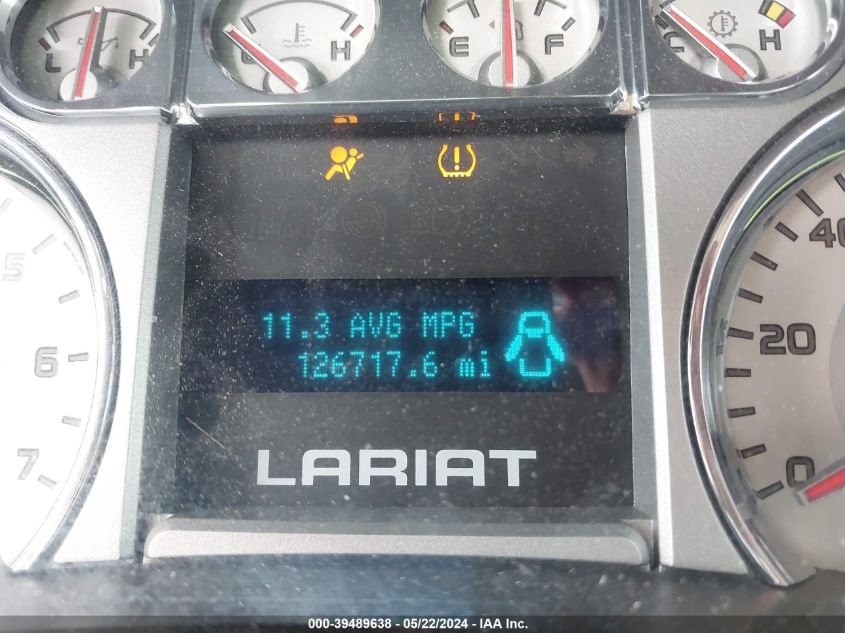 L H
C H
E F
C H
5
6
7
11.3 AVG MPG
126717.6 mi
LARIAT
40
20
0
000-39489638 - 05/22/2024 - IAA, Inc.